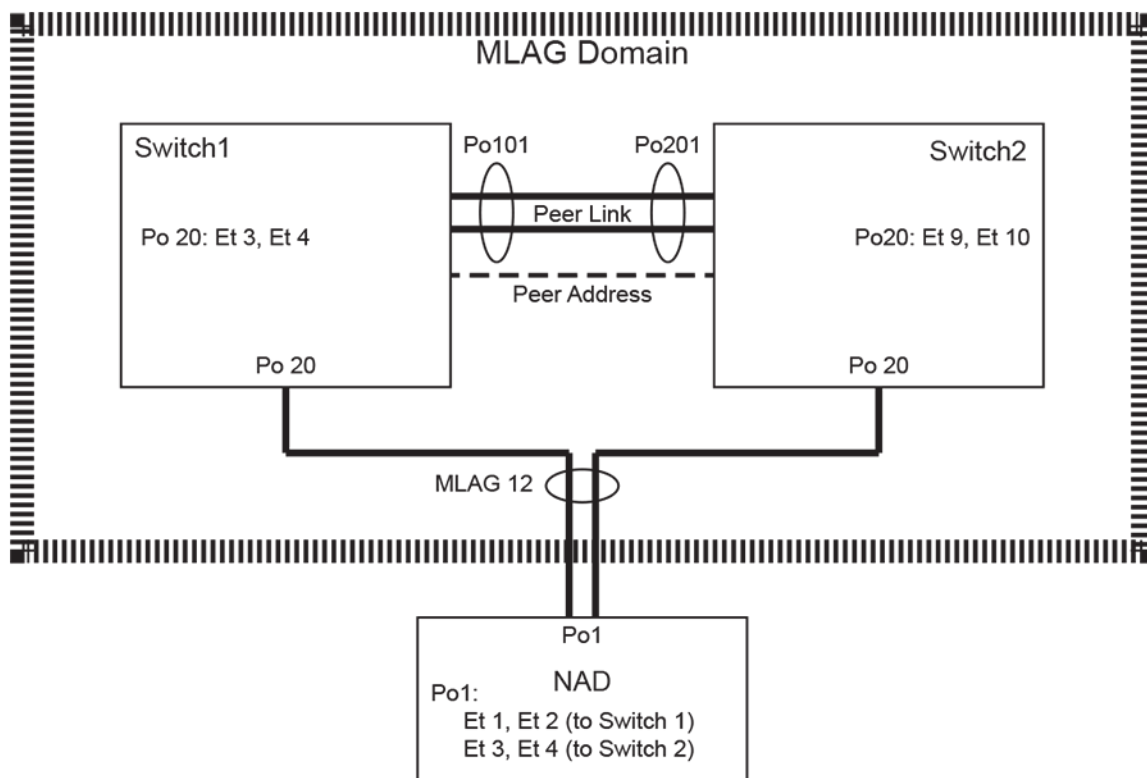 MLAG Domain
Switch1
Po101
Po201
Switch2
Peer Link
Po 20: Et 3, Et 4
Po20: Et 9, Et 10
Peer Address
Po 20
Po 20
MLAG 12
Po1
NAD
Po1:
Et 1, Et 2 (to Switch 1)
Et 3, Et 4 (to Switch 2)